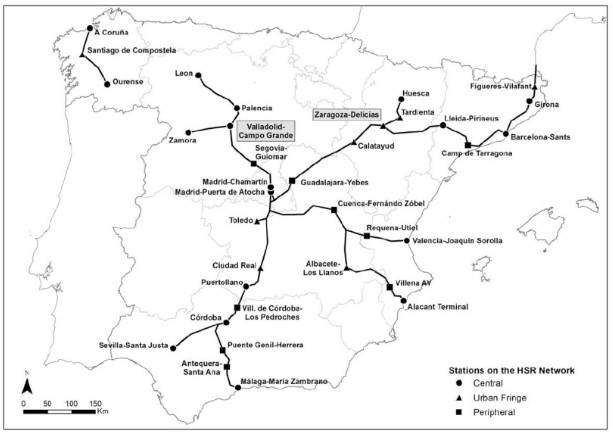 A Coruña
Santiago de Compostela
Ourense
Leon
Palencia
Valladolid-
Campo Grande
Zamora
Segovia-
Guiomar
Madrid-Chamartín
Madrid-Puerta de Atocha
Guadalajara-Yebes
Calatayud
Zaragoza-Delicias
Huesca
Tardienta
Lleida-Pirineus
Figueres-Vilafant
Girona
Barcelona-Sants
Camp de Tarragona
Toledo
Cuenca-Fernándo Zóbel
Requena-Utiel
Valencia-Joaquin Sorolla
Albacete-
Los Llanos
Villena AV
Alacant Terminal
Ciudad Real
Puertollano
Vill. de Córdoba-
Los Pedroches
Córdoba
Sevilla-Santa Justa
Puente Genil-Herrera
Antequera-
Santa Ana
Málaga-María Zambrano
Stations on the HSR Network
Central
Urban Fringe
Peripheral
N
0 50 100 150
Km